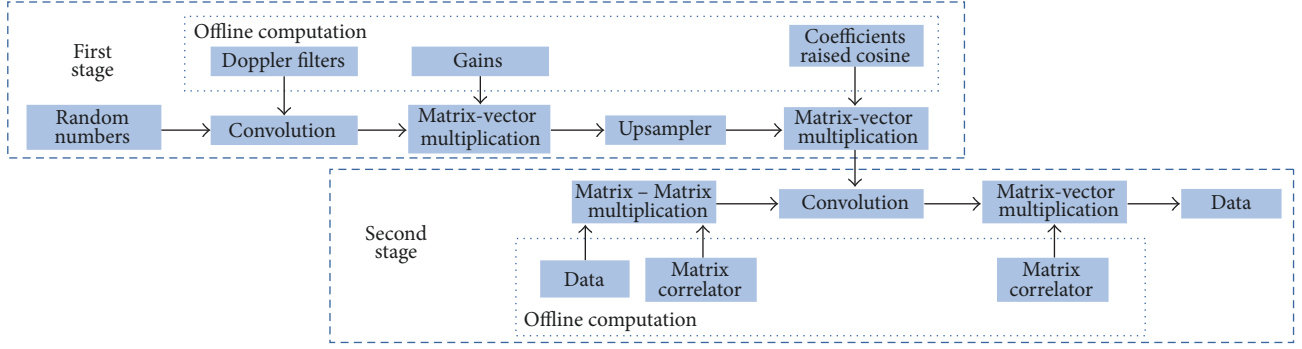 Offline computation
First
stage
Doppler filters
Gains
Coefficients
raised cosine
Random
numbers
Convolution
Matrix-vector
multiplication
Upsampler
Matrix-vector
multiplication
Second
stage
Matrix – Matrix
multiplication
Convolution
Matrix-vector
multiplication
Data
Data
Matrix
correlator
Matrix
correlator
Offline computation